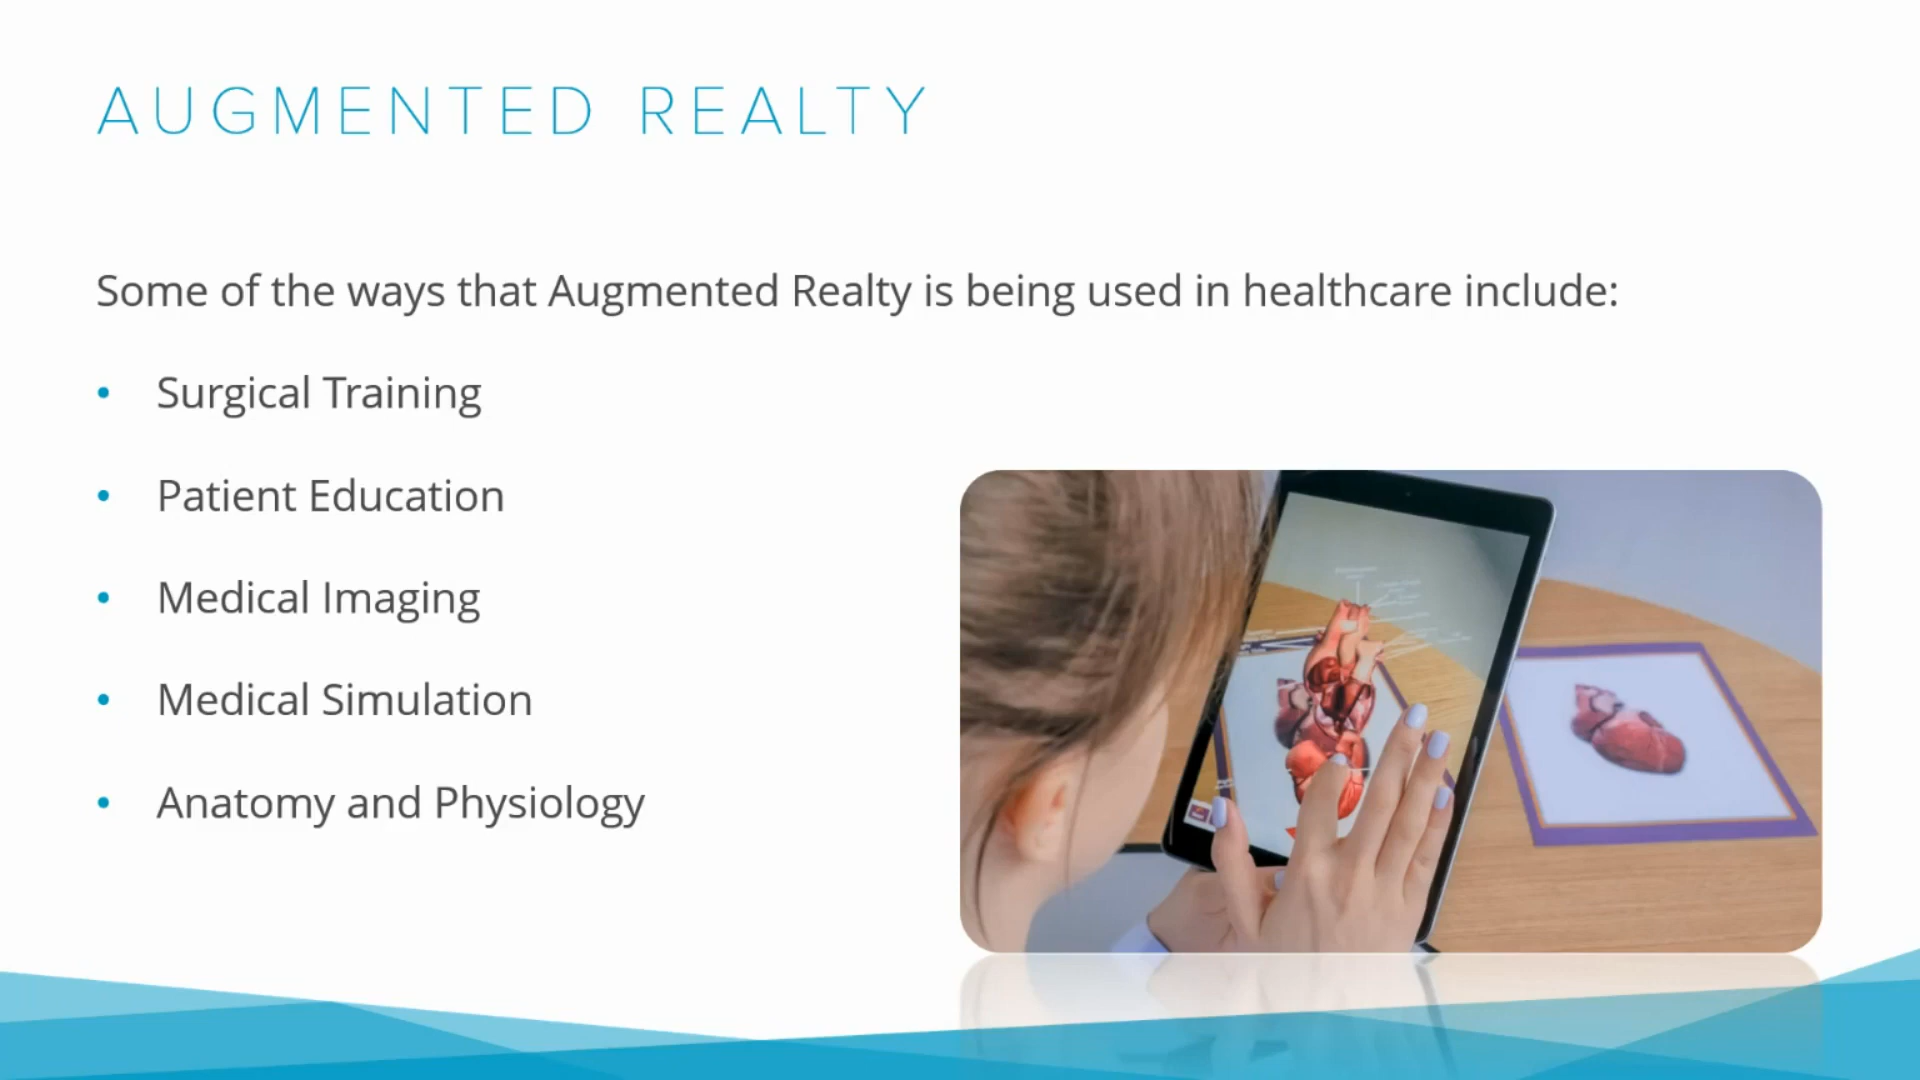 AUGMENTED REALTY
Some of the ways that Augmented Realty is being used in healthcare include:
• Surgical Training
• Patient Education
• Medical Imaging
• Medical Simulation
• Anatomy and Physiology